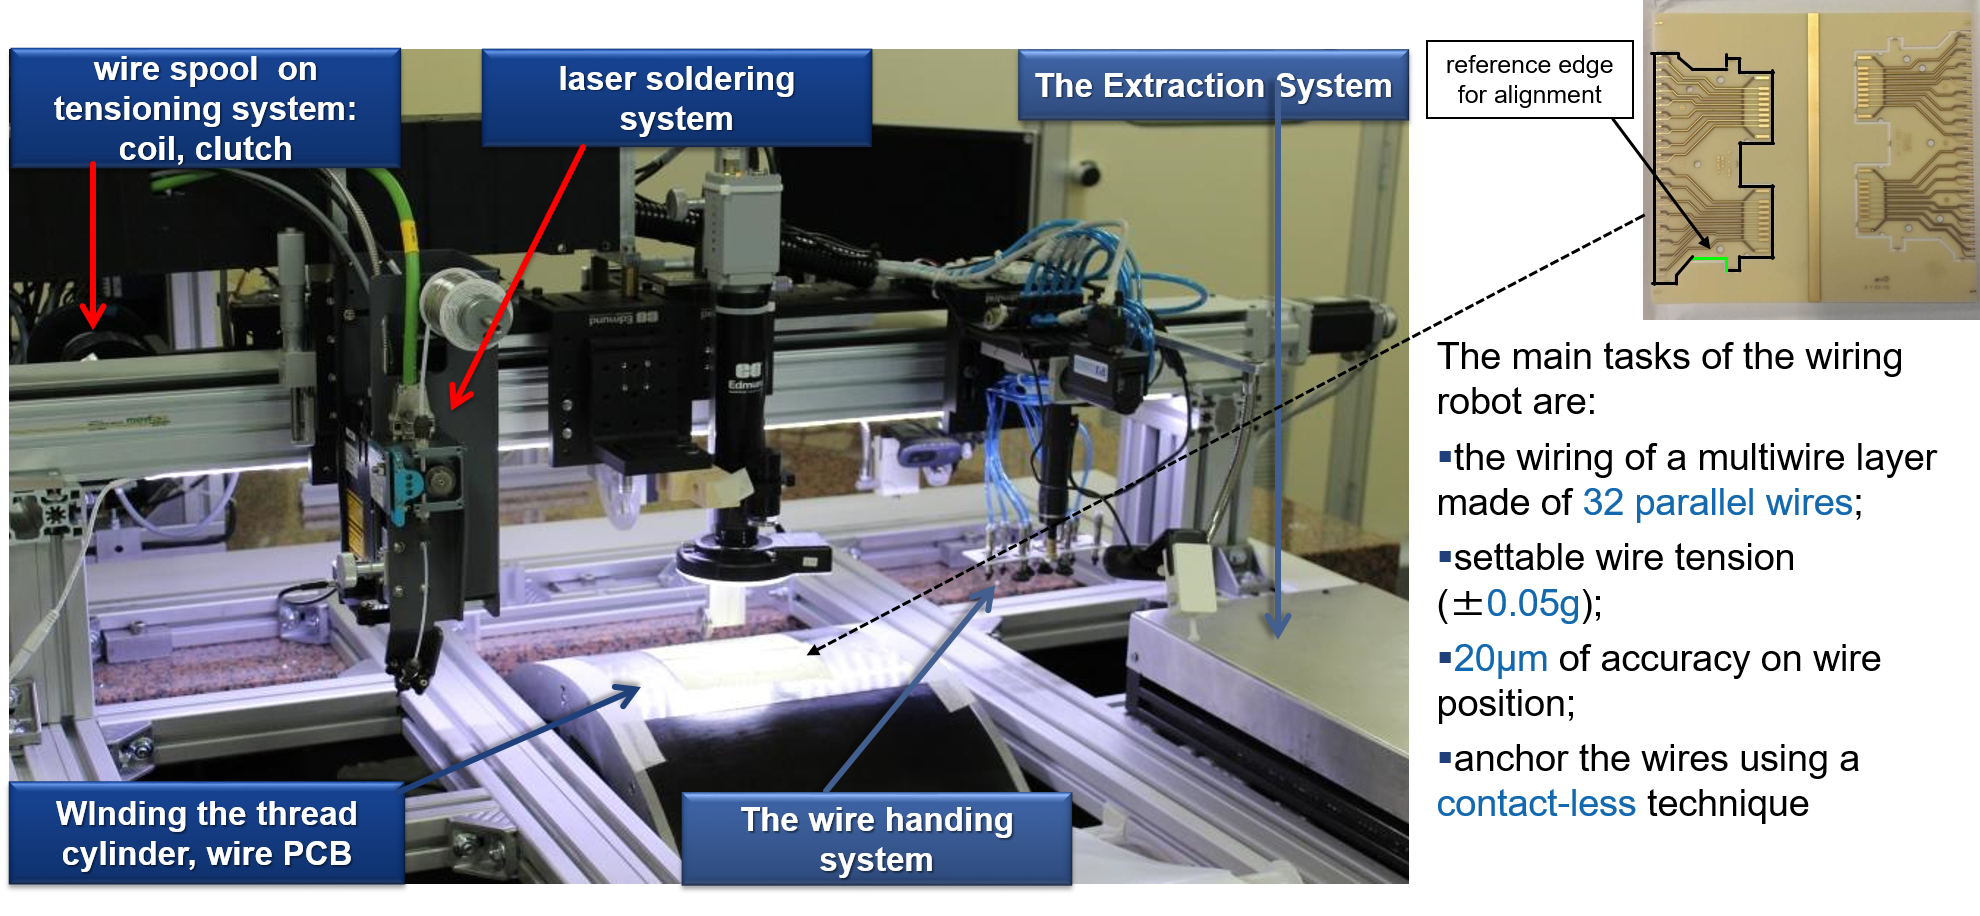 wire spool on
tensioning system:
coil, clutch
laser soldering
system
The Extraction System
reference edge
for alignment
Edmund
Edmund
The main tasks of the wiring
robot are:
▪the wiring of a multiwire layer
made of 32 parallel wires;
▪settable wire tension
(±0.05g);
▪20µm of accuracy on wire
position;
▪anchor the wires using a
contact-less technique
WInding the thread
cylinder, wire PCB
The wire handing
system